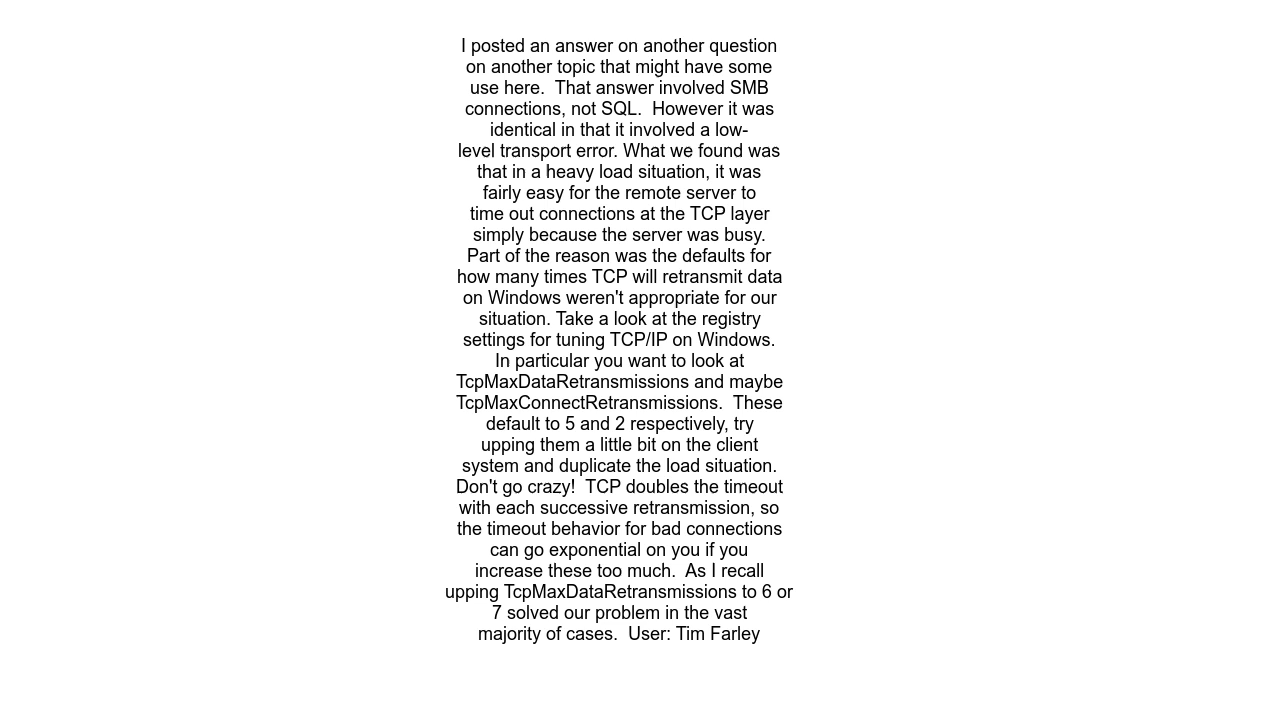 I posted an answer on another question
on another topic that might have some
use here.  That answer involved SMB
connections, not SQL.  However it was
identical in that it involved a low-
level transport error. What we found was
that in a heavy load situation, it was
fairly easy for the remote server to
time out connections at the TCP layer
simply because the server was busy.
Part of the reason was the defaults for
how many times TCP will retransmit data
on Windows weren't appropriate for our
situation. Take a look at the registry
settings for tuning TCP/IP on Windows.
In particular you want to look at
TcpMaxDataRetransmissions and maybe
TcpMaxConnectRetransmissions.  These
default to 5 and 2 respectively, try
upping them a little bit on the client
system and duplicate the load situation.
Don't go crazy!  TCP doubles the timeout
with each successive retransmission, so
the timeout behavior for bad connections
can go exponential on you if you
increase these too much.  As I recall
upping TcpMaxDataRetransmissions to 6 or
7 solved our problem in the vast
majority of cases.  User: Tim Farley